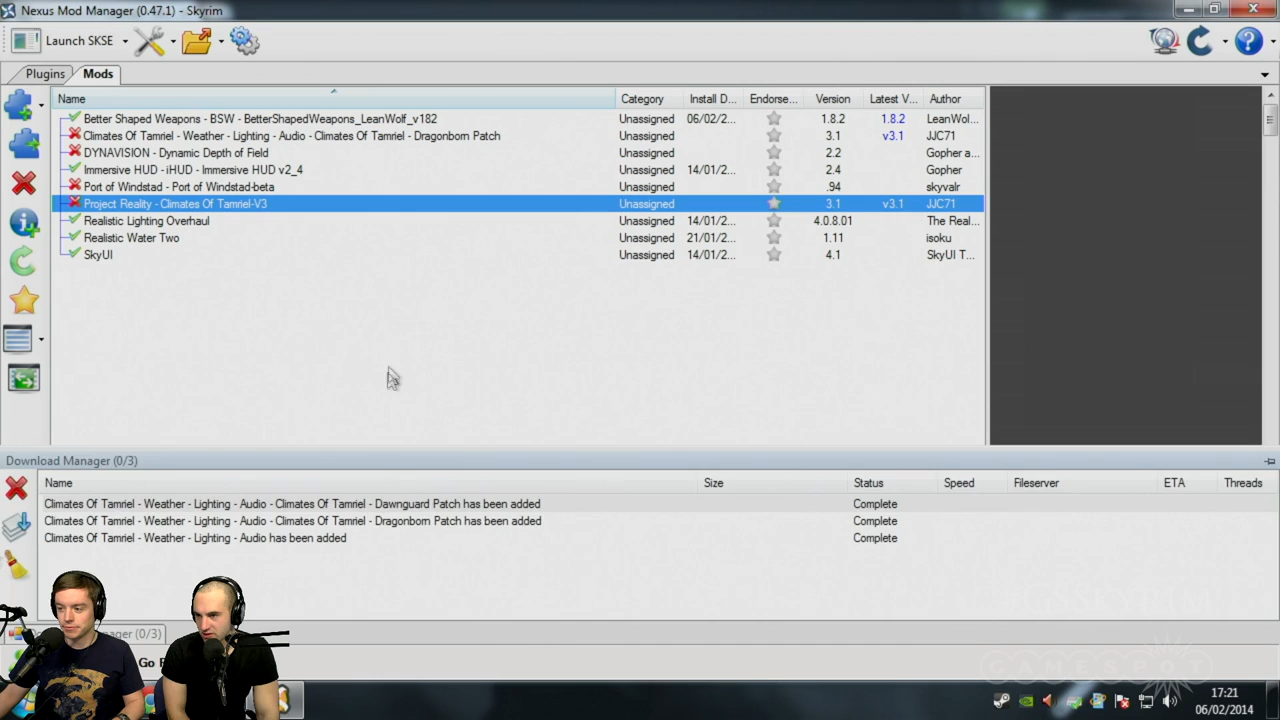 Nexus Mod Manager (0.47.1) - Skyrim
Launch SKSE
Plugins Mods
Name Category Install D... Endorse... Version Latest V... Author
Better Shaped Weapons - BSW - BetterShapedWeapons_LeanWolf_v182 Unassigned 06/02/2... 1.8.2 1.8.2 LeanWol...
Climates Of Tamriel - Weather - Lighting - Audio - Climates Of Tamriel - Dragonborn Patch Unassigned 3.1 v3.1 JJC71
DYNAVISION - Dynamic Depth of Field Unassigned 2.2 Gopher a...
Immersive HUD - iHUD - Immersive HUD v2_4 Unassigned 14/01/2... 2.4 Gopher
Port of Windstad - Port of Windstad-beta Unassigned .94 skyvalr
Project Reality - Climates Of Tamriel-V3 Unassigned 3.1 v3.1 JJC71
Realistic Lighting Overhaul Unassigned 14/01/2... 4.0.8.01 The Real...
Realistic Water Two Unassigned 21/01/2... 1.11 isoku
SkyUI Unassigned 14/01/2... 4.1 SkyUI T...
Download Manager (0/3)
Name Size Status Speed Fileserver ETA Threads
Climates Of Tamriel - Weather - Lighting - Audio - Climates Of Tamriel - Dawnguard Patch has been added Complete
Climates Of Tamriel - Weather - Lighting - Audio - Climates Of Tamriel - Dragonborn Patch has been added Complete
Climates Of Tamriel - Weather - Lighting - Audio has been added Complete
(0/3)
Go
GAMESPOT
17:21
06/02/2014